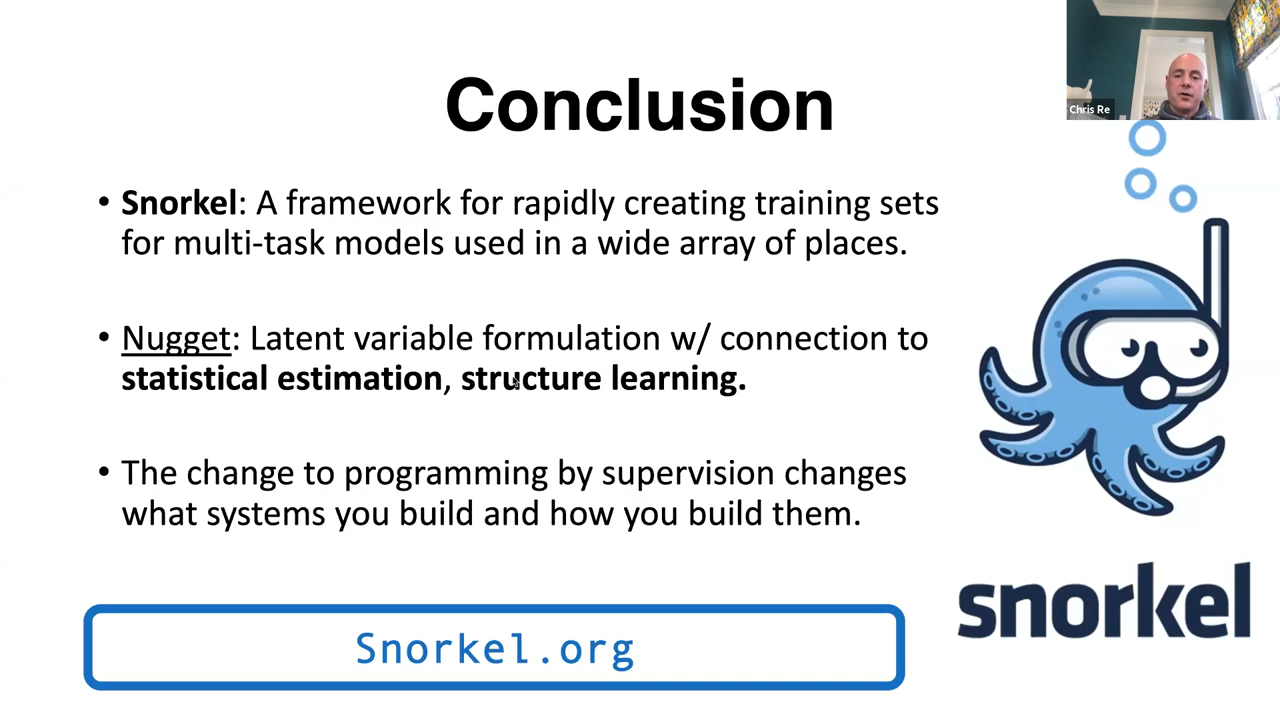 Chris Re
Conclusion
• Snorkel: A framework for rapidly creating training sets
for multi-task models used in a wide array of places.
• Nugget: Latent variable formulation w/ connection to
statistical estimation, structure learning.
• The change to programming by supervision changes
what systems you build and how you build them.
snorkel
Snorkel.org